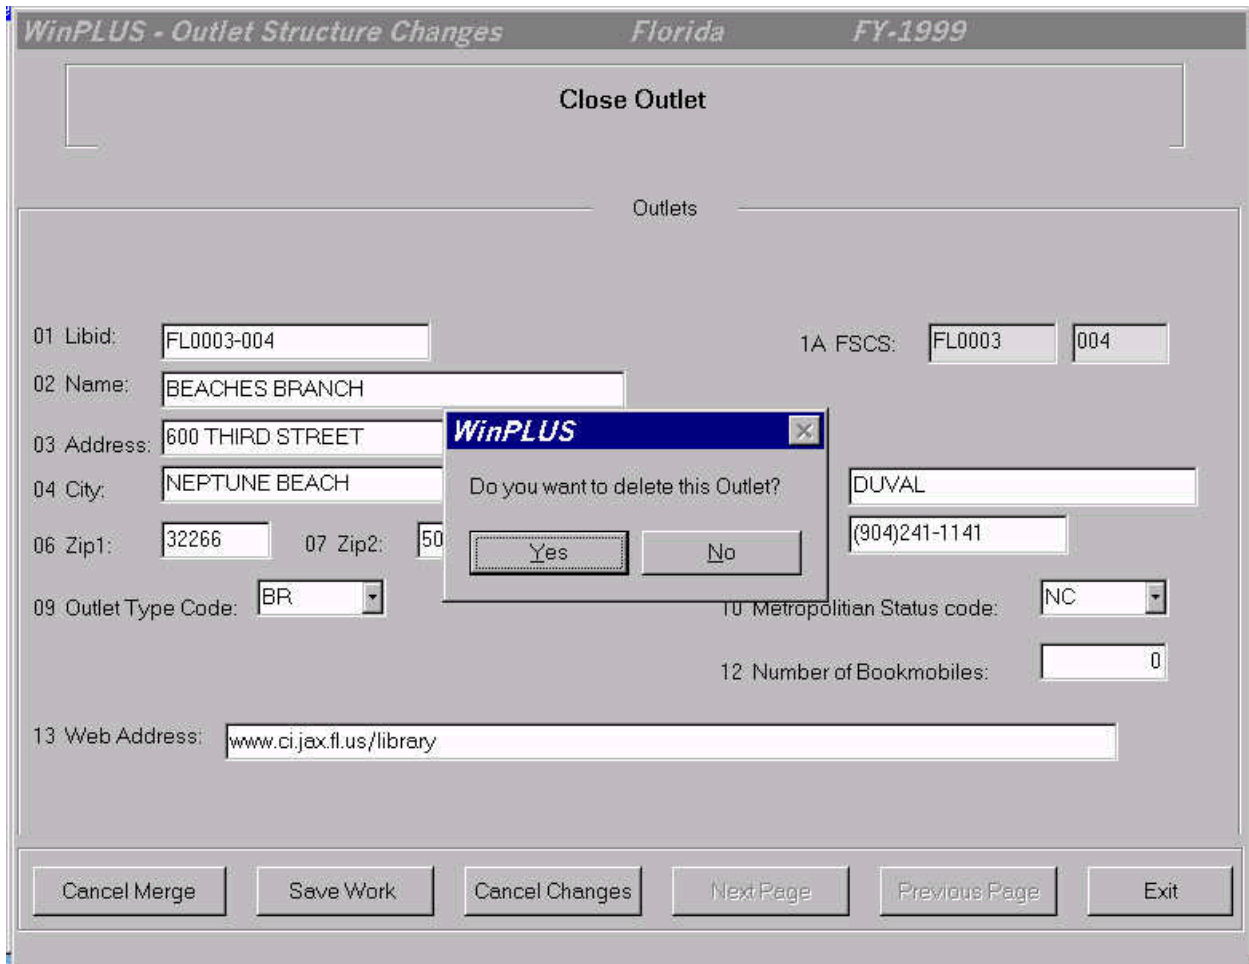 WinPLUS - Outlet Structure Changes Florida FY-1999
Close Outlet
Outlets
01 Libid: FL0003-004 1A FSCS: FL0003 004
02 Name: BEACHES BRANCH
03 Address: 600 THIRD STREET
WinPLUS
04 City: NEPTUNE BEACH DUVAL
Do you want to delete this Outlet?
06 Zip1: 32266 07 Zip2: 50 (904)241-1141
Yes No
09 Outlet Type Code: BR 10 Metropolitian Status code: NC
12 Number of Bookmobiles: 0
13 Web Address: www.ci.jax.fl.us/library
Cancel Merge Save Work Cancel Changes Next Page Previous Page Exit